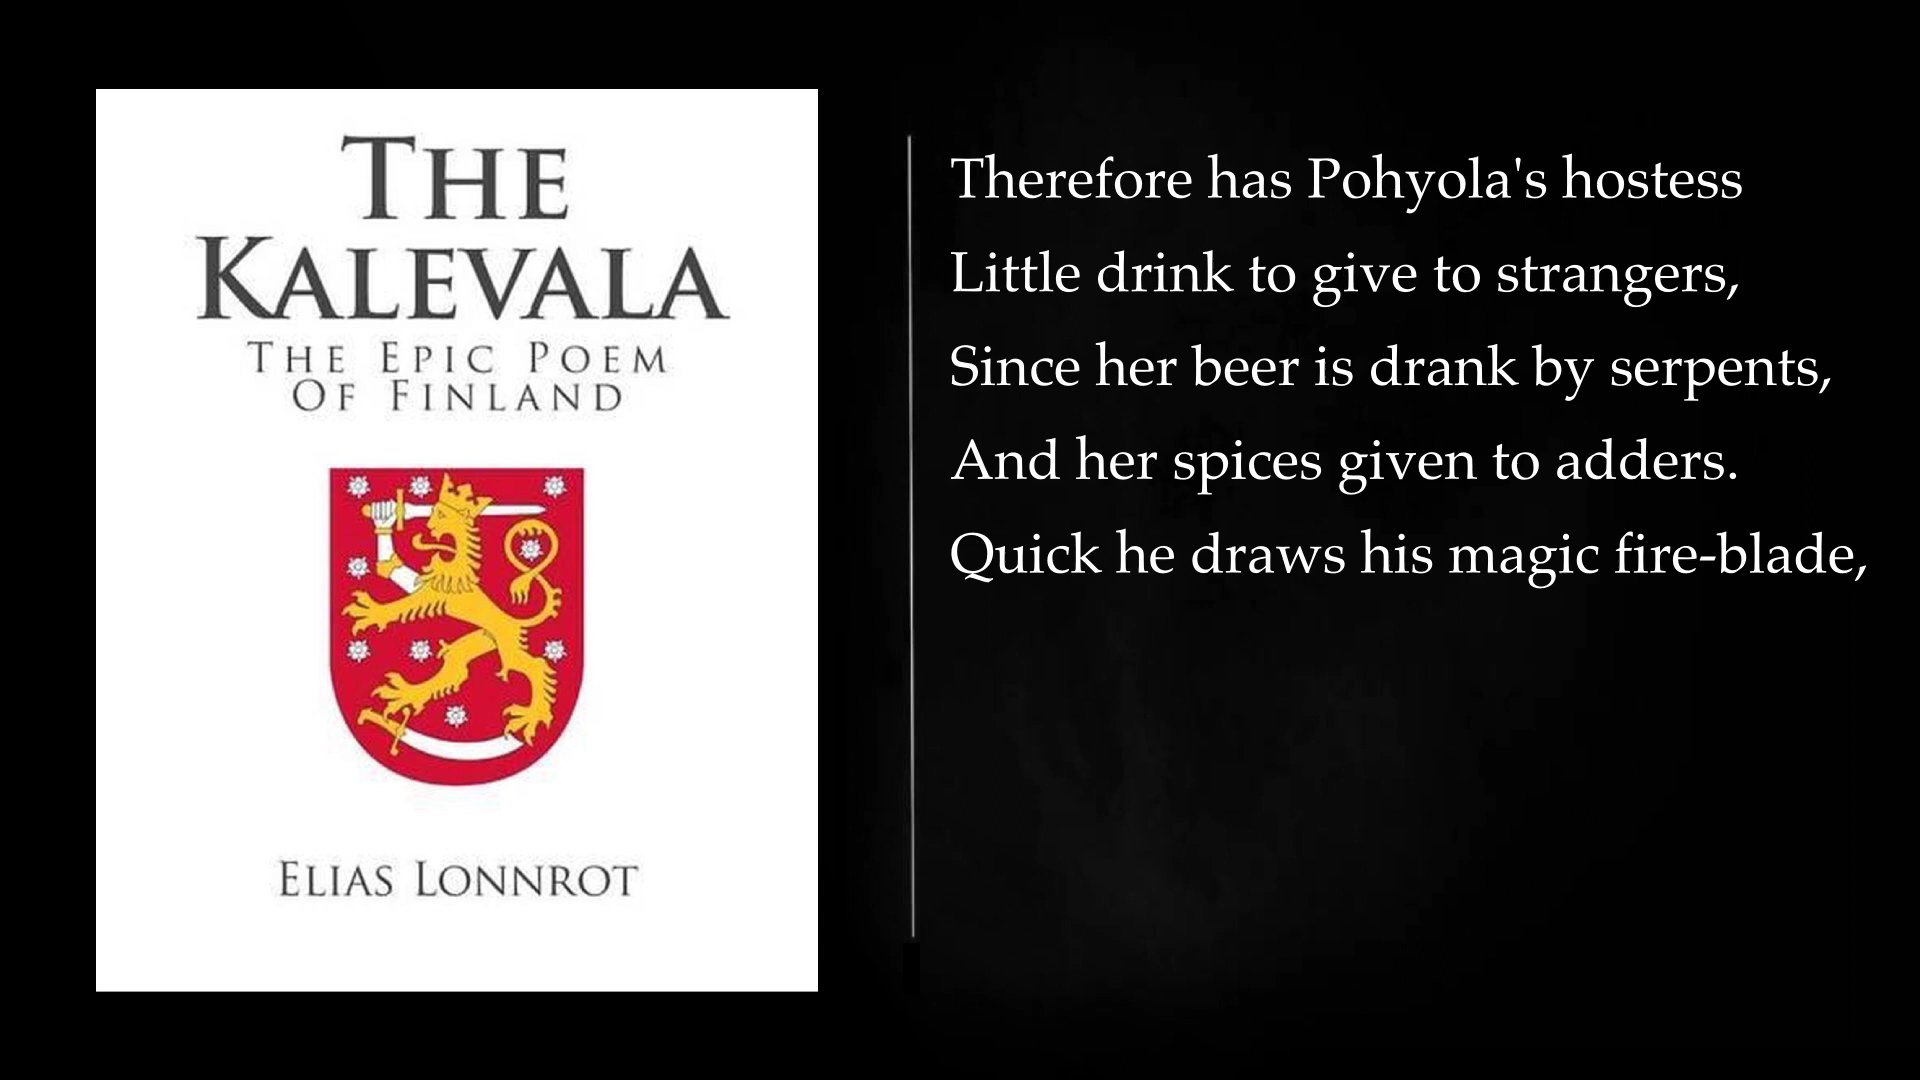 THE
KALEVALA
THE EPIC POEM
OF FINLAND
ELIAS LONNROT
Therefore has Pohyola's hostess
Little drink to give to strangers,
Since her beer is drank by serpents,
And her spices given to adders.
Quick he draws his magic fire-blade,